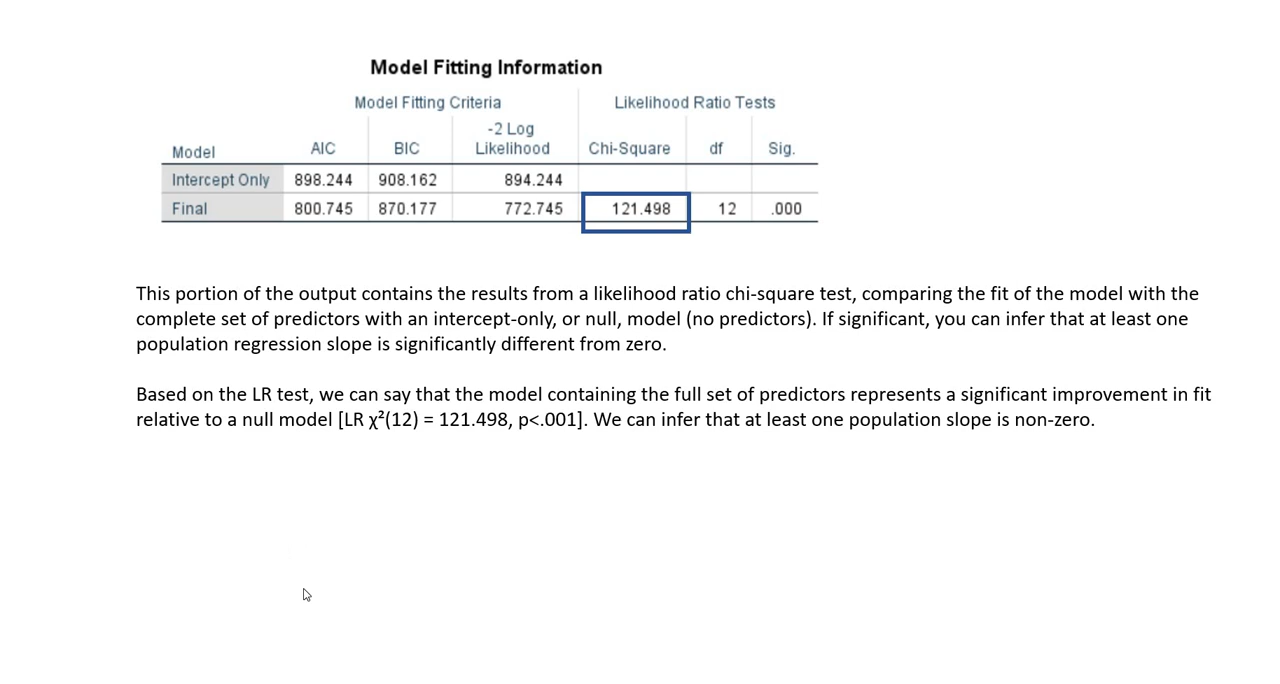 Model Fitting Information
Model Fitting Criteria Likelihood Ratio Tests
-2 Log
Model AIC BIC Likelihood Chi-Square df Sig.
Intercept Only 898.244 908.162 894.244
Final 800.745 870.177 772.745 121.498 12 .000
This portion of the output contains the results from a likelihood ratio chi-square test, comparing the fit of the model with the
complete set of predictors with an intercept-only, or null, model (no predictors). If significant, you can infer that at least one
population regression slope is significantly different from zero.
Based on the LR test, we can say that the model containing the full set of predictors represents a significant improvement in fit
relative to a null model [LR χ²(12) = 121.498, p<.001]. We can infer that at least one population slope is non-zero.